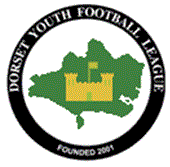 DORSET YOUTH FOOTBALL LEAGUE
FOUNDED 2001